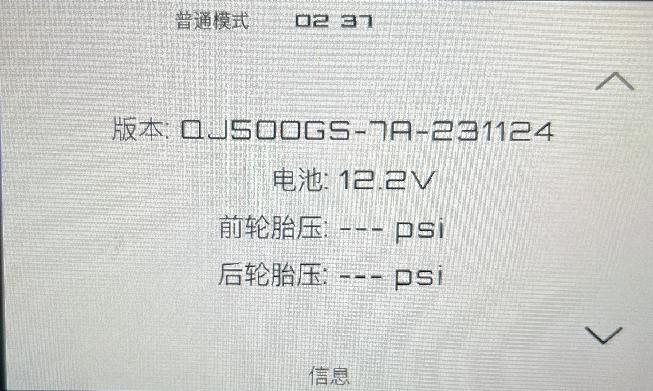 普通模式 02 37
版本: QJ500GS-7A-231124
电池: 12.2V
前轮胎压: --- psi
后轮胎压: --- psi
信息